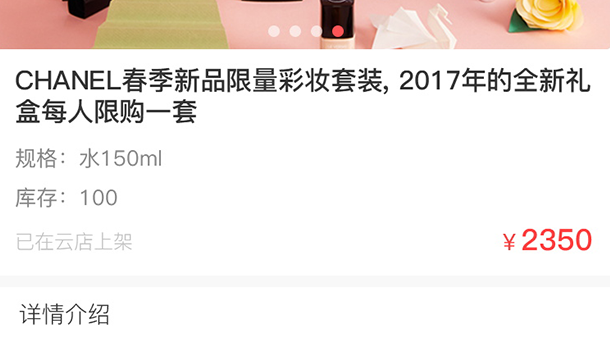 CHANEL春季新品限量彩妆套装, 2017年的全新礼
盒每人限购一套
规格：水150ml
库存：100
已在云店上架
¥2350
详情介绍